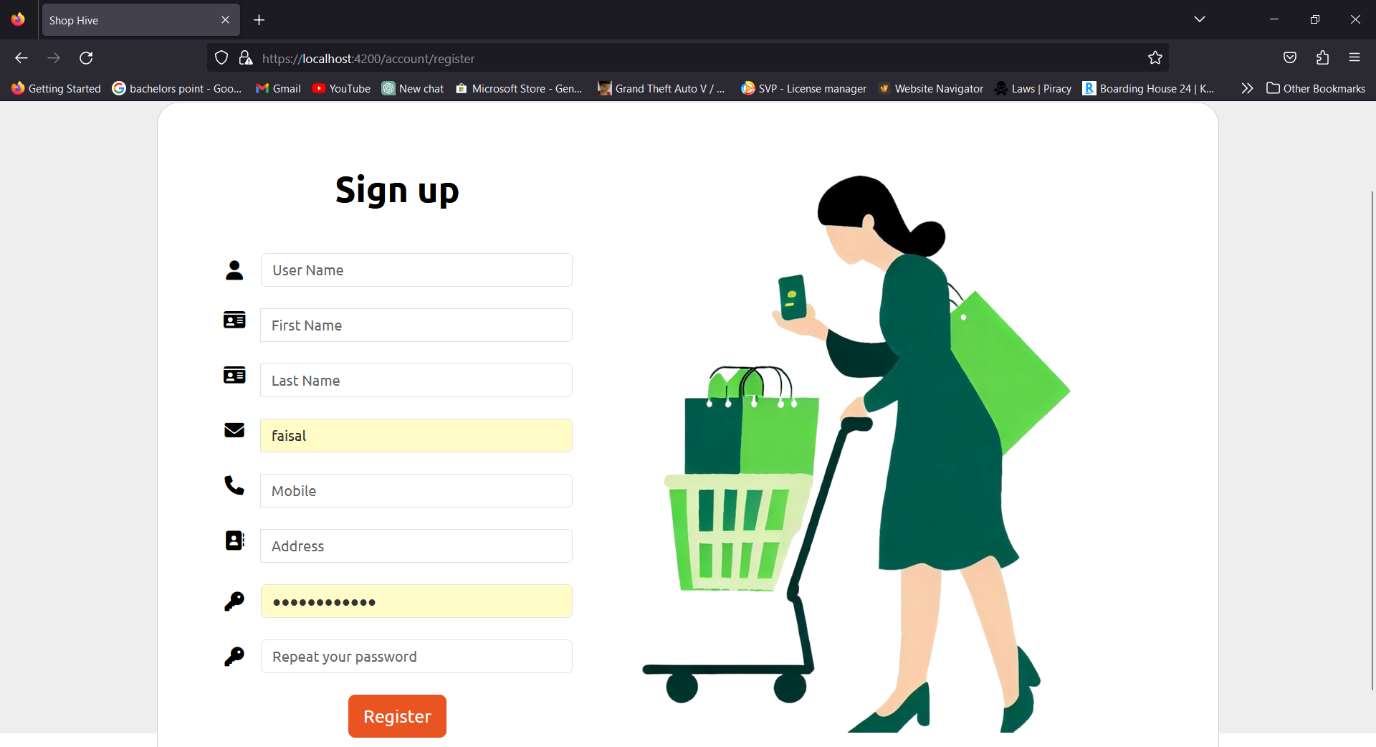 Shop Hive
https://localhost:4200/account/register
Getting Started bachelors point - Goo... Gmail YouTube New chat Microsoft Store - Gen... Grand Theft Auto V / ... SVP - License manager Website Navigator Laws | Piracy Boarding House 24 | K... Other Bookmarks
Sign up
User Name
First Name
Last Name
faisal
Mobile
Address
Repeat your password
Register